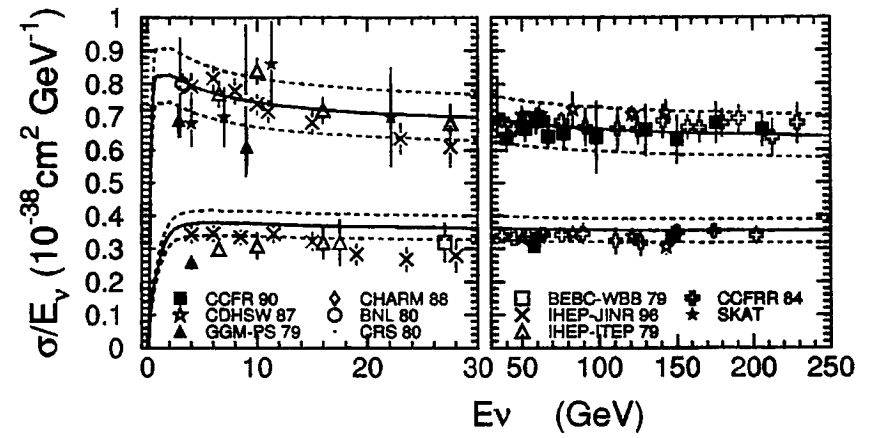 σ/Eν (10⁻³⁸cm² GeV⁻¹)
1
0.9
0.8
0.7
0.6
0.5
0.4
0.3
0.2
0.1
0
CCFR 90
CDHSW 87
GGM-PS 79
CHARM 88
BNL 80
CRS 80
BEBC-WBB 79
IHEP-JINR 96
IHEP-ITEP 79
CCFRR 84
SKAT
0 10 20 30 50 100 150 200 250
Eν (GeV)